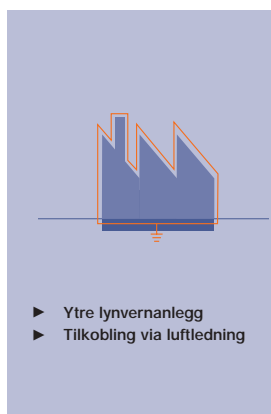 ► Ytre lynvernanlegg
► Tilkobling via luftledning